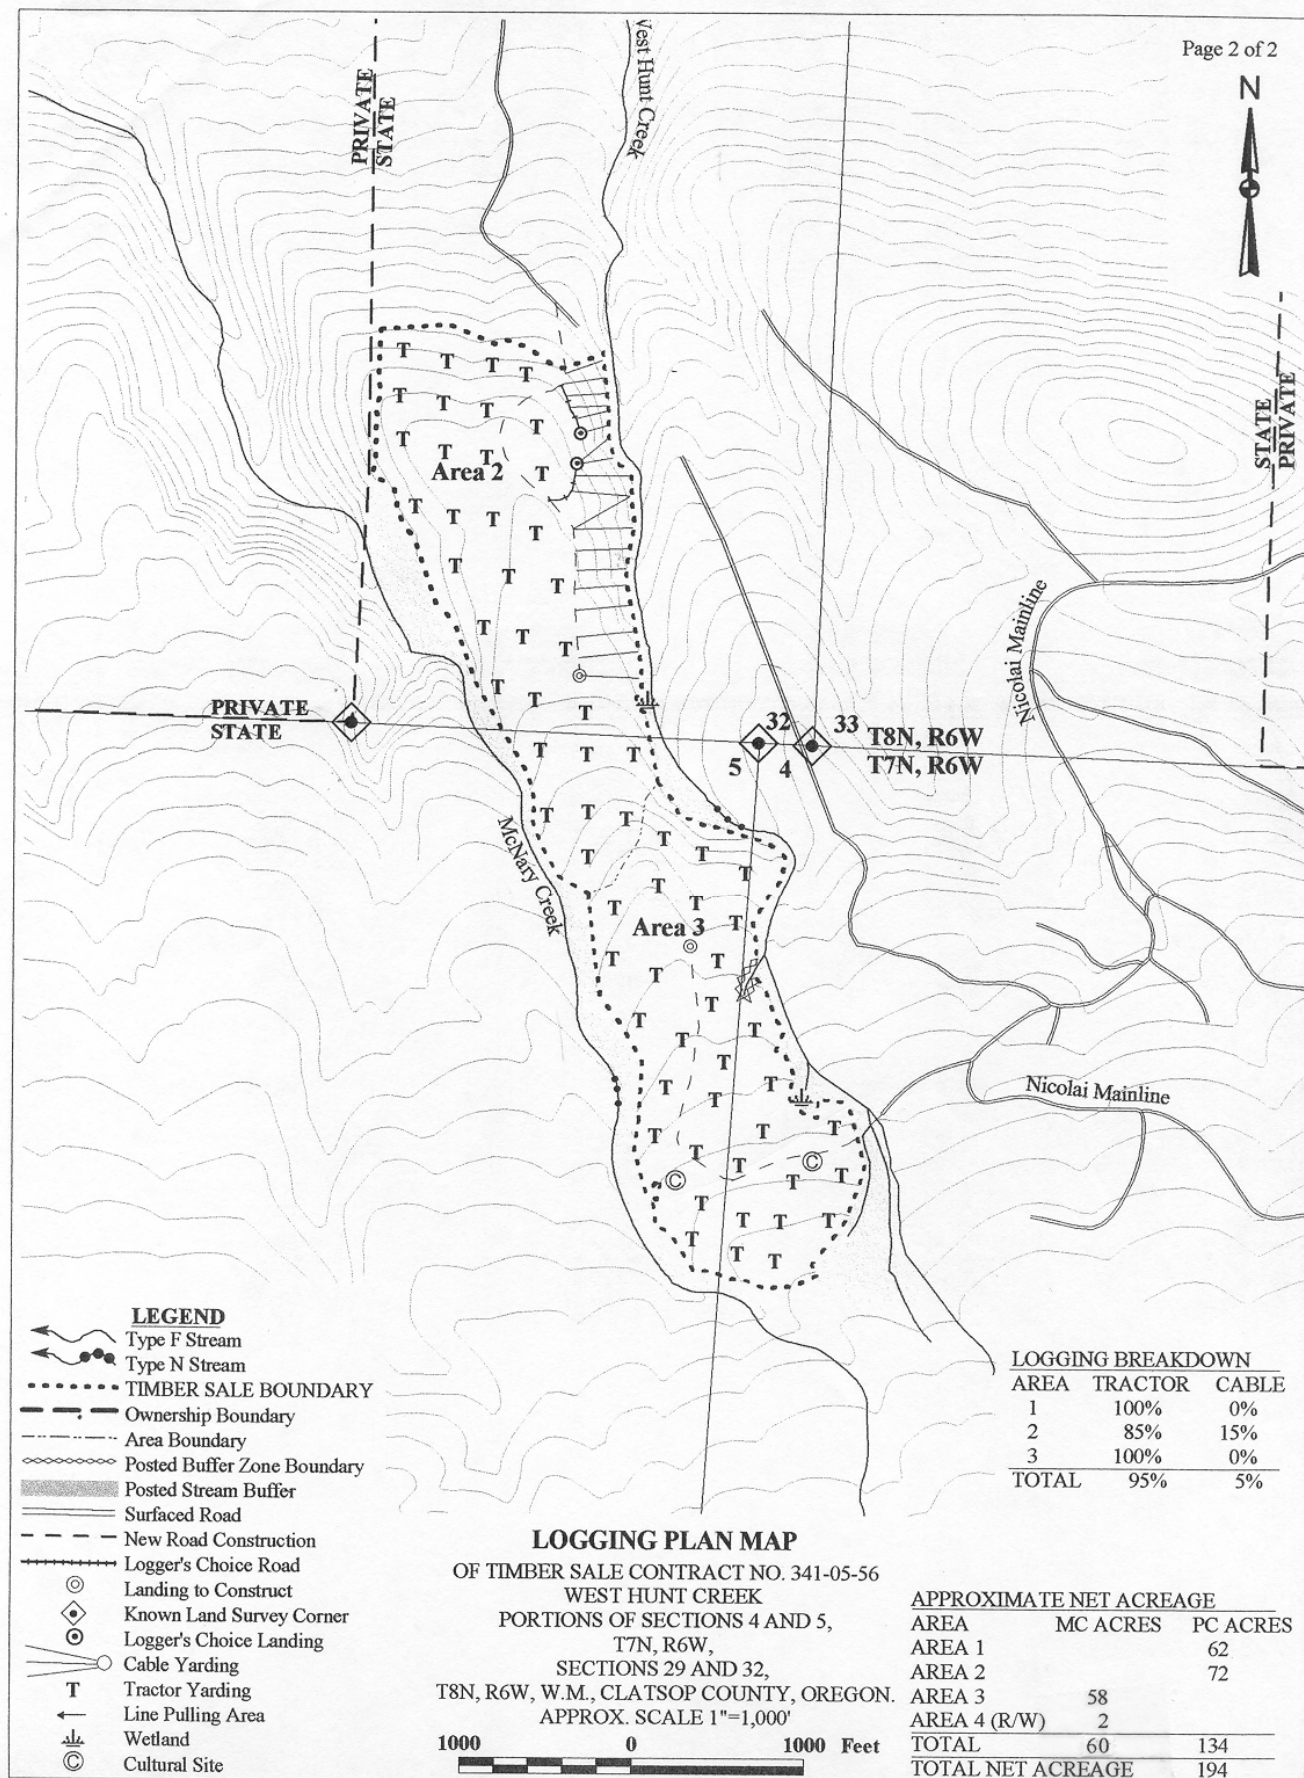 Page 2 of 2
N
West Hunt Creek
PRIVATE
STATE
STATE
PRIVATE
Area 2
Nicolai Mainline
PRIVATE
STATE
32
33 T8N, R6W
5
4 T7N, R6W
McNary Creek
Area 3
Nicolai Mainline
LEGEND
Type F Stream
Type N Stream
TIMBER SALE BOUNDARY
Ownership Boundary
Area Boundary
Posted Buffer Zone Boundary
Posted Stream Buffer
Surfaced Road
New Road Construction
Logger's Choice Road
Landing to Construct
Known Land Survey Corner
Logger's Choice Landing
Cable Yarding
T Tractor Yarding
Line Pulling Area
Wetland
© Cultural Site
LOGGING BREAKDOWN
AREA TRACTOR CABLE
1 100% 0%
2 85% 15%
3 100% 0%
TOTAL 95% 5%
LOGGING PLAN MAP
OF TIMBER SALE CONTRACT NO. 341-05-56
WEST HUNT CREEK
PORTIONS OF SECTIONS 4 AND 5,
T7N, R6W,
SECTIONS 29 AND 32,
T8N, R6W, W.M., CLATSOP COUNTY, OREGON.
APPROX. SCALE 1"=1,000'
1000 0 1000 Feet
APPROXIMATE NET ACREAGE
AREA MC ACRES PC ACRES
AREA 1 62
AREA 2 72
AREA 3 58
AREA 4 (R/W) 2
TOTAL 60 134
TOTAL NET ACREAGE 194